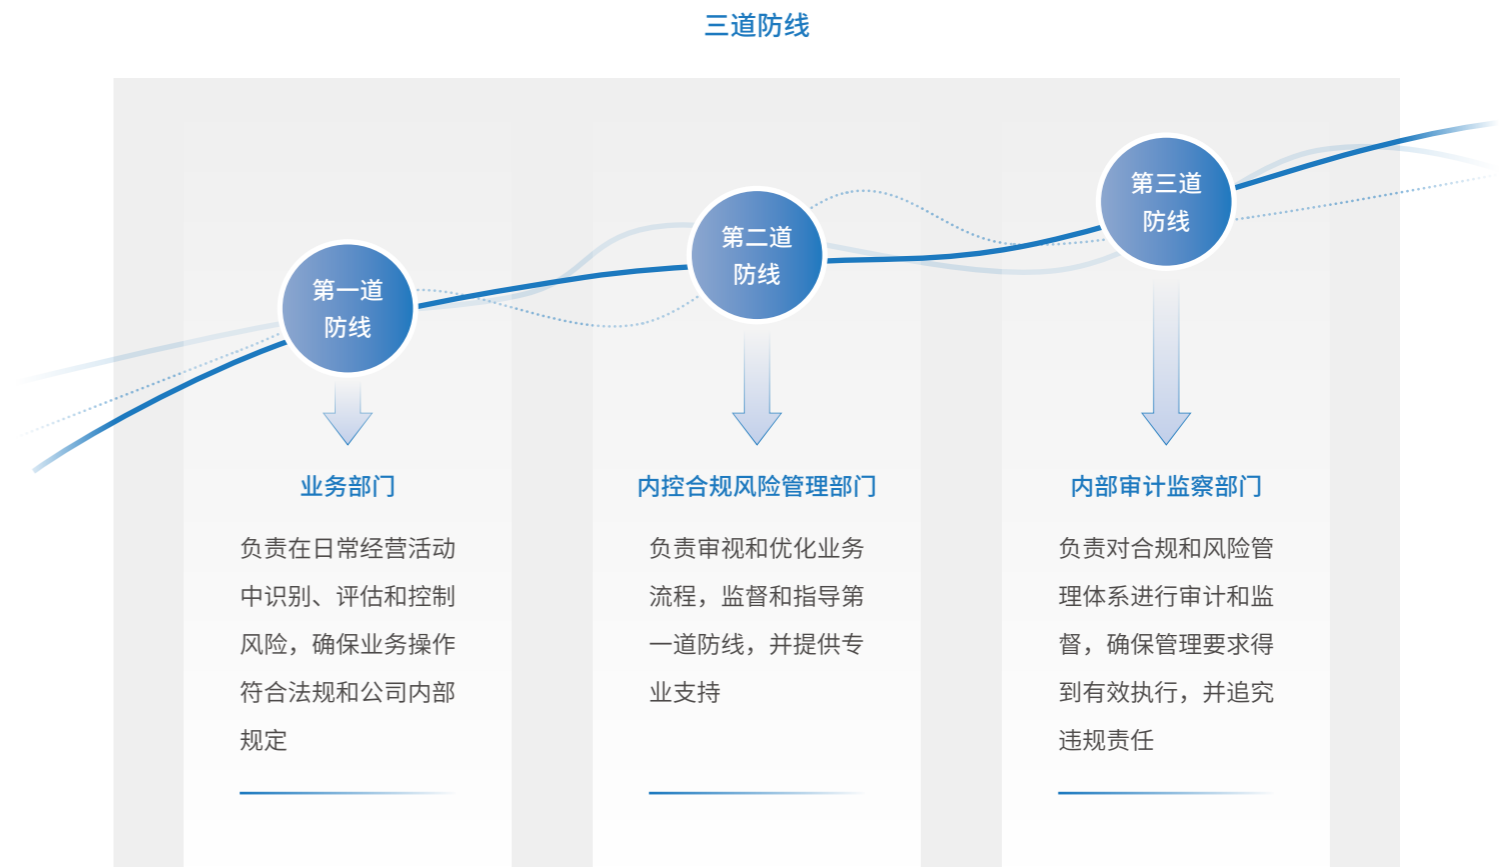 三道防线
第一道
防线
业务部门
负责在日常经营活动
中识别、评估和控制
风险，确保业务操作
符合法规和公司内部
规定
第二道
防线
内控合规风险管理部门
负责审视和优化业务
流程，监督和指导第
一道防线，并提供专
业支持
第三道
防线
内部审计监察部门
负责对合规和风险管
理体系进行审计和监
督，确保管理要求得
到有效执行，并追究
违规责任